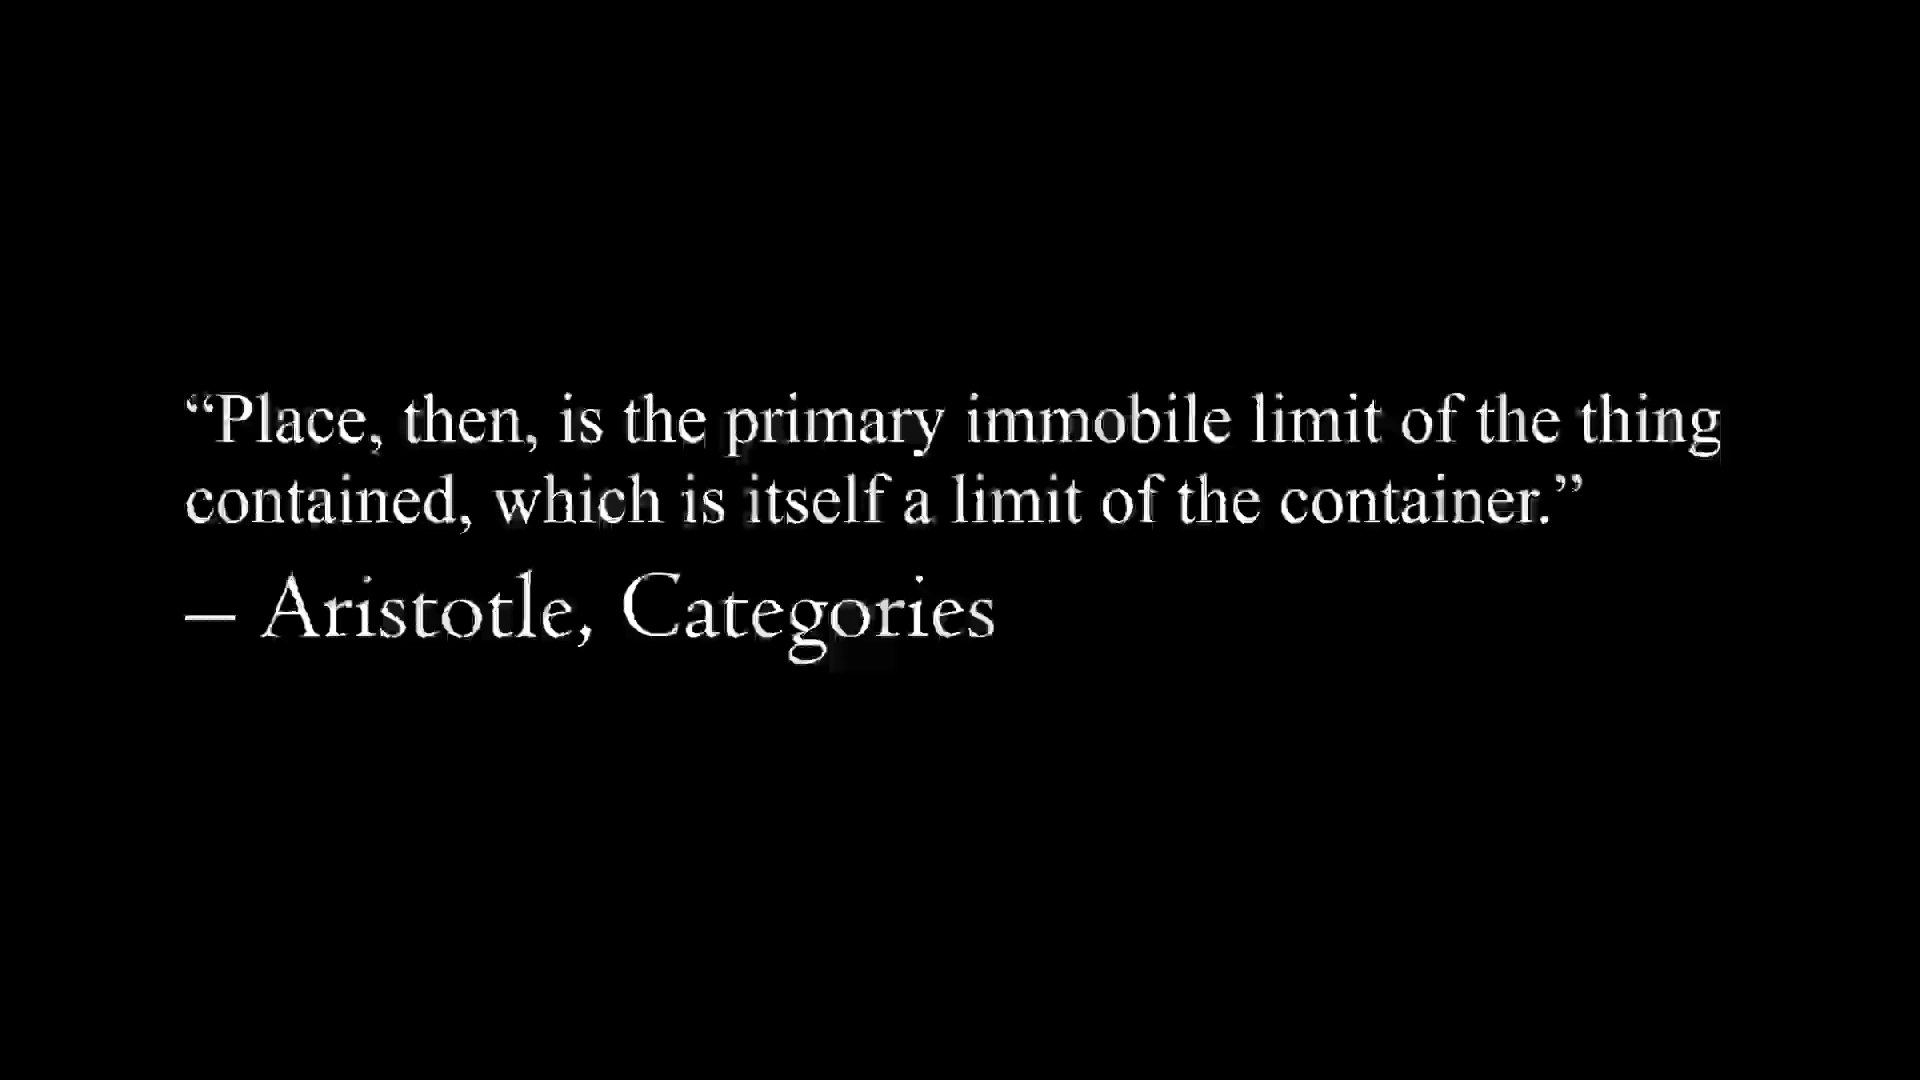 “Place, then, is the primary immobile limit of the thing
contained, which is itself a limit of the container.”
– Aristotle, Categories